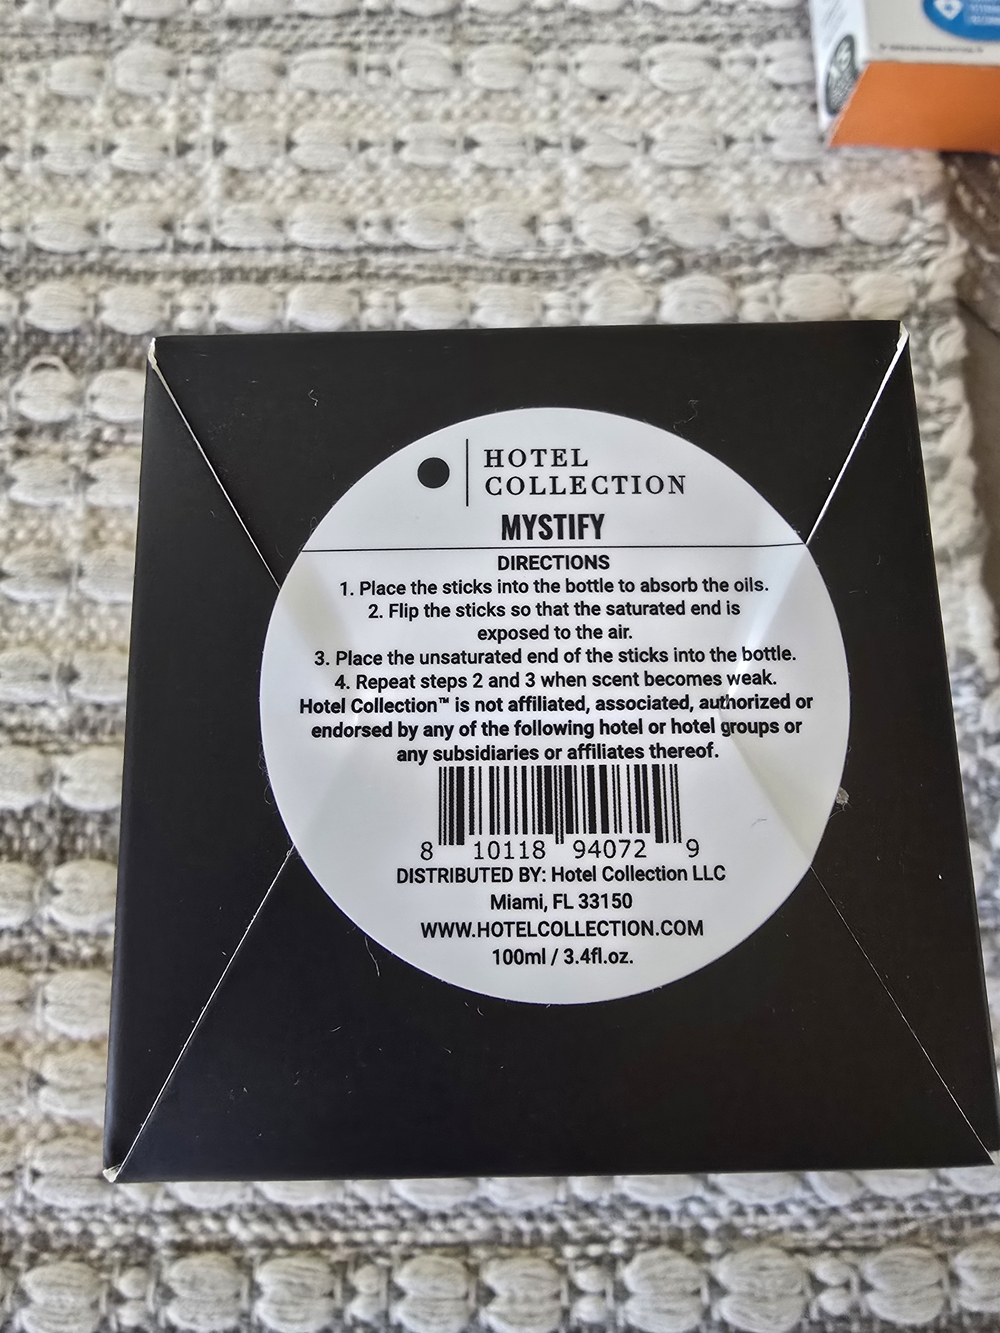 HOTEL
COLLECTION
MYSTIFY
DIRECTIONS
1. Place the sticks into the bottle to absorb the oils.
2. Flip the sticks so that the saturated end is
exposed to the air.
3. Place the unsaturated end of the sticks into the bottle.
4. Repeat steps 2 and 3 when scent becomes weak.
Hotel Collection™ is not affiliated, associated, authorized or
endorsed by any of the following hotel or hotel groups or
any subsidiaries or affiliates thereof.
8 10118 94072 9
DISTRIBUTED BY: Hotel Collection LLC
Miami, FL 33150
WWW.HOTELCOLLECTION.COM
100ml / 3.4fl.oz.